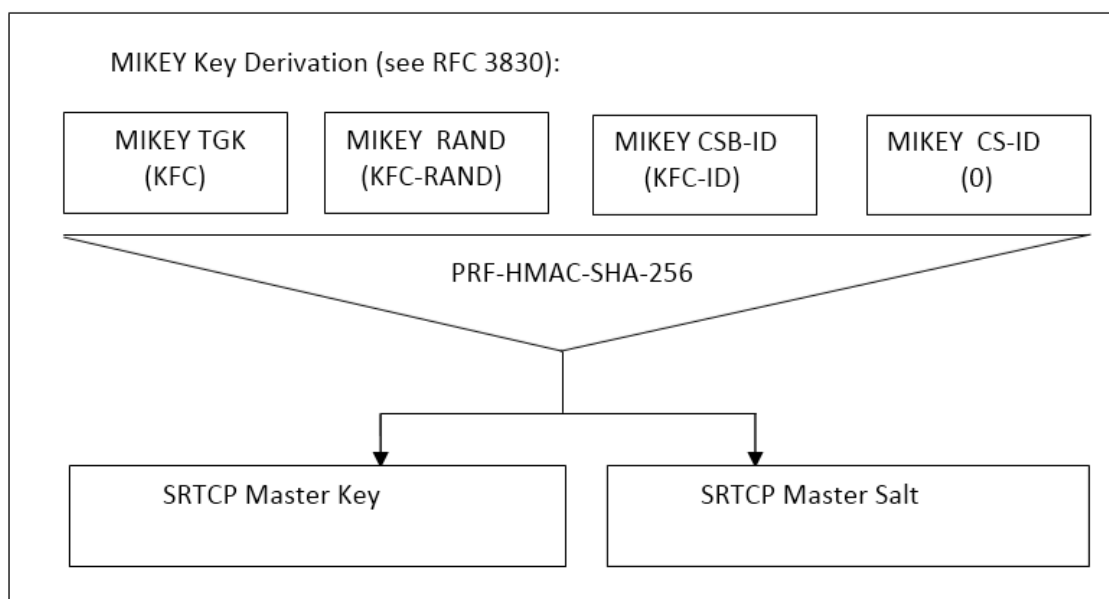 MIKEY Key Derivation (see RFC 3830):
MIKEY TGK
(KFC)
MIKEY RAND
(KFC-RAND)
MIKEY CSB-ID
(KFC-ID)
MIKEY CS-ID
(0)
PRF-HMAC-SHA-256
SRTCP Master Key
SRTCP Master Salt